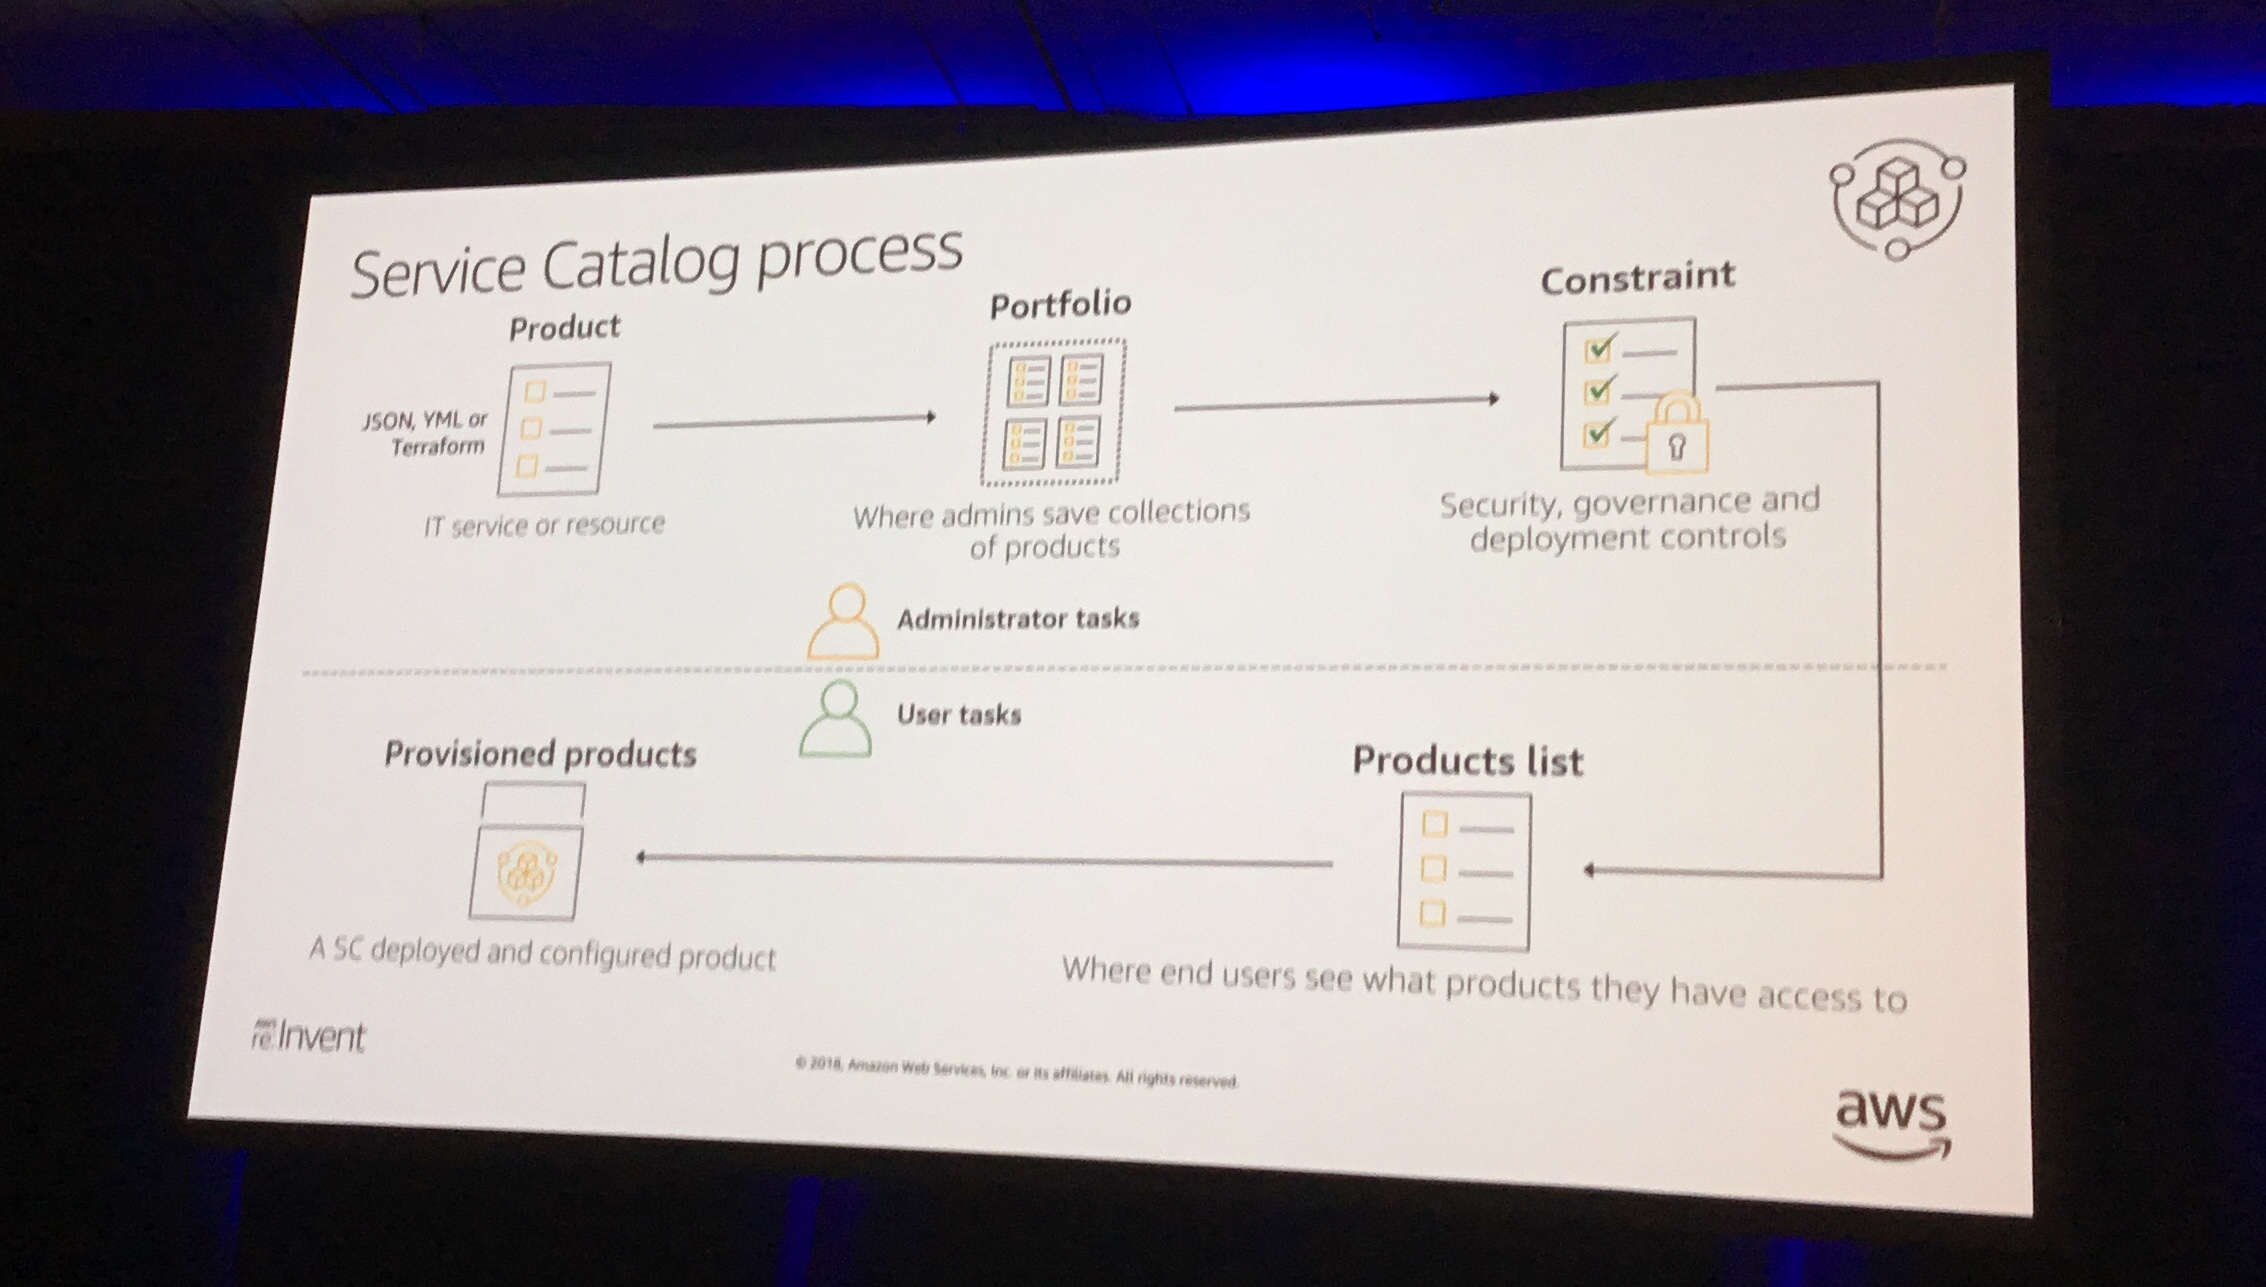 Service Catalog process
Product
Portfolio
Constraint
JSON, YML or
Terraform
IT service or resource
Where admins save collections
of products
Security, governance and
deployment controls
Administrator tasks
User tasks
Provisioned products
Products list
A SC deployed and configured product
Where end users see what products they have access to
AWS
re:Invent
© 2018, Amazon Web Services, Inc. or its affiliates. All rights reserved.
aws